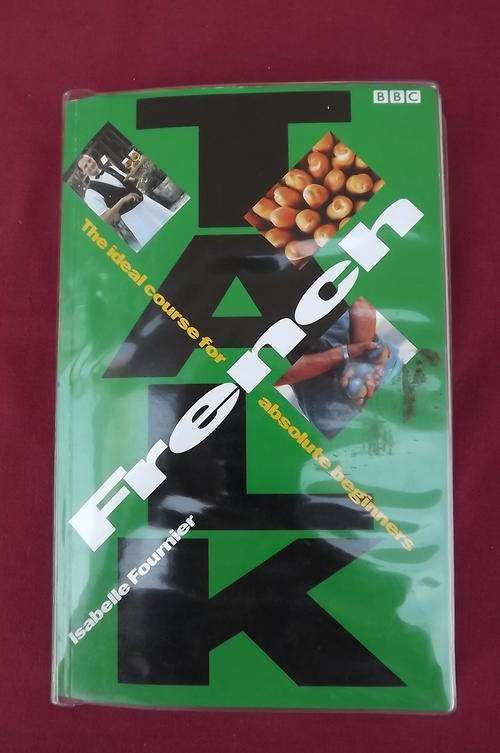 BBC
TALK
French
The ideal course for
absolute beginners
Isabelle Fournier